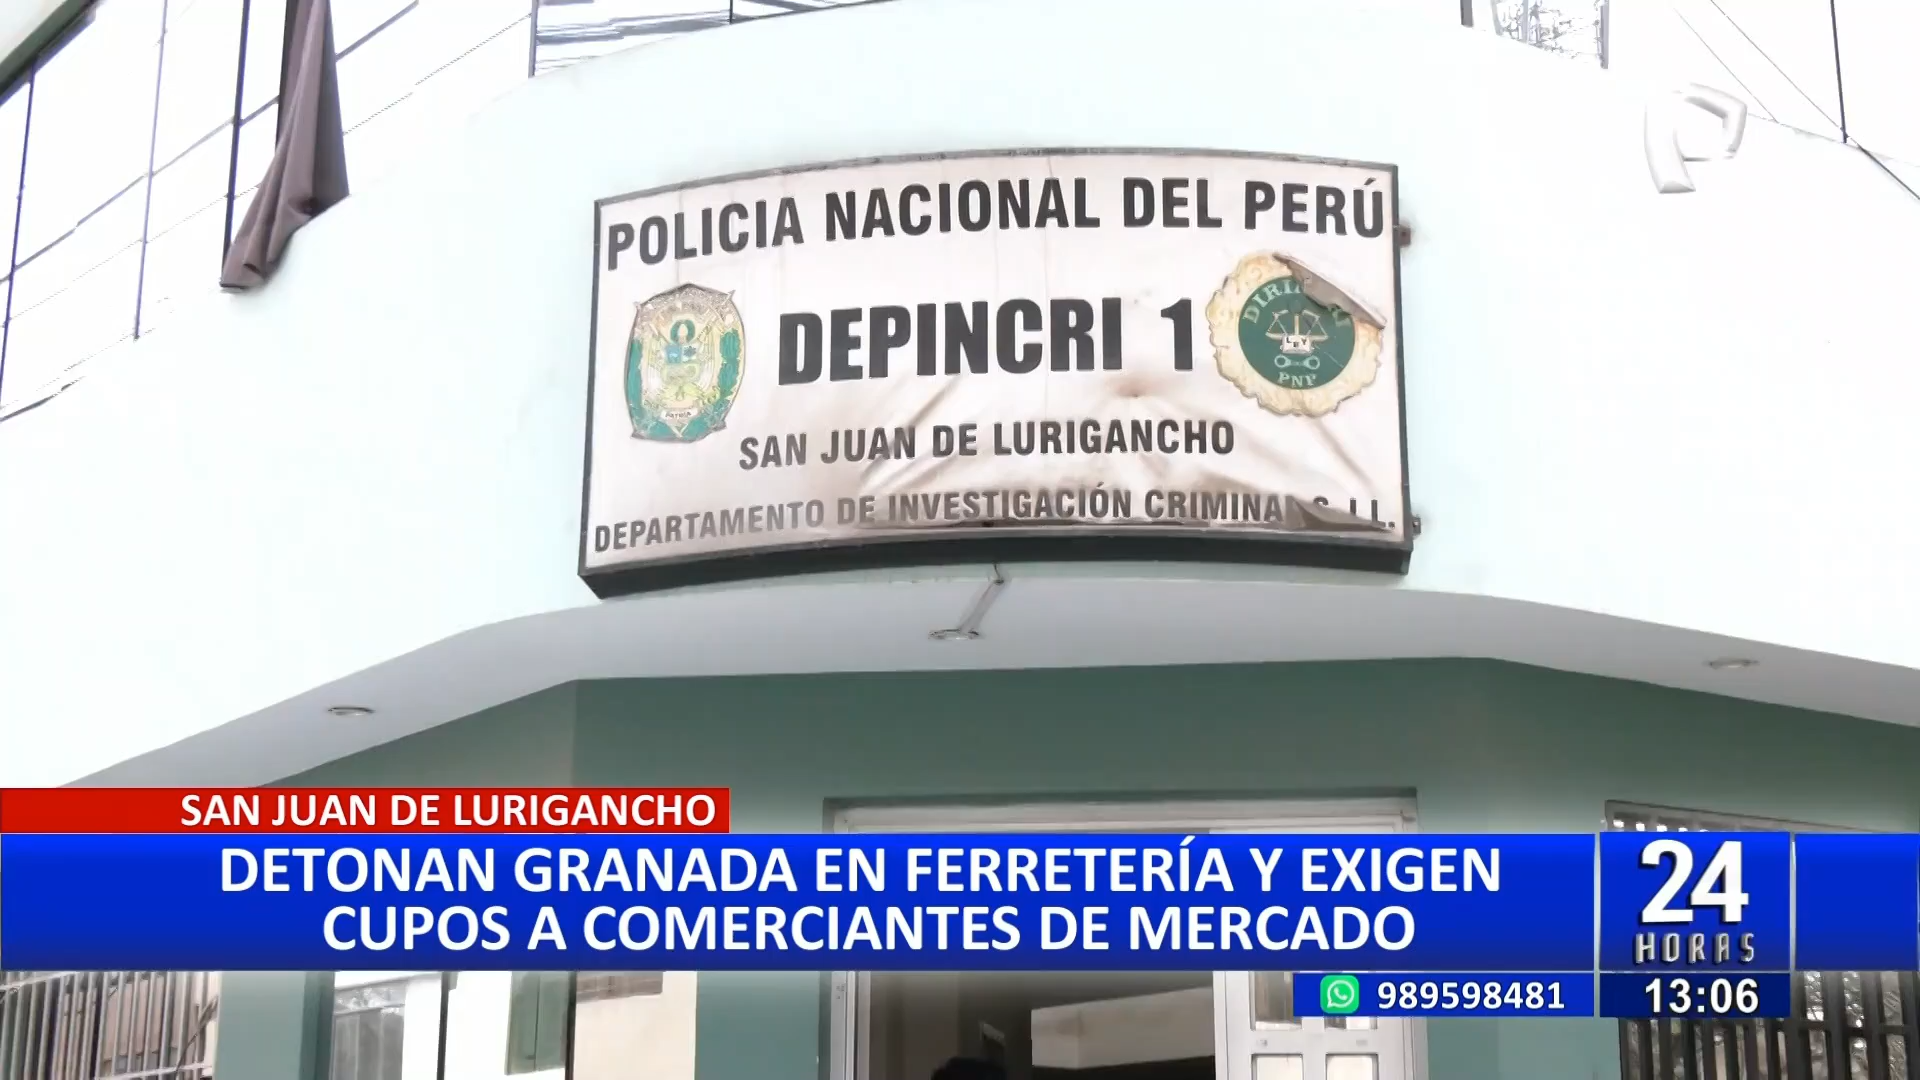 POLICIA NACIONAL DEL PERÚ
DEPINCRI 1
PNP
SAN JUAN DE LURIGANCHO
DEPARTAMENTO DE INVESTIGACIÓN
SAN JUAN DE LURIGANCHO
DETONAN GRANADA EN FERRETERÍA Y EXIGEN
CUPOS A COMERCIANTES DE MERCADO
24
HORAS
989598481
13:06